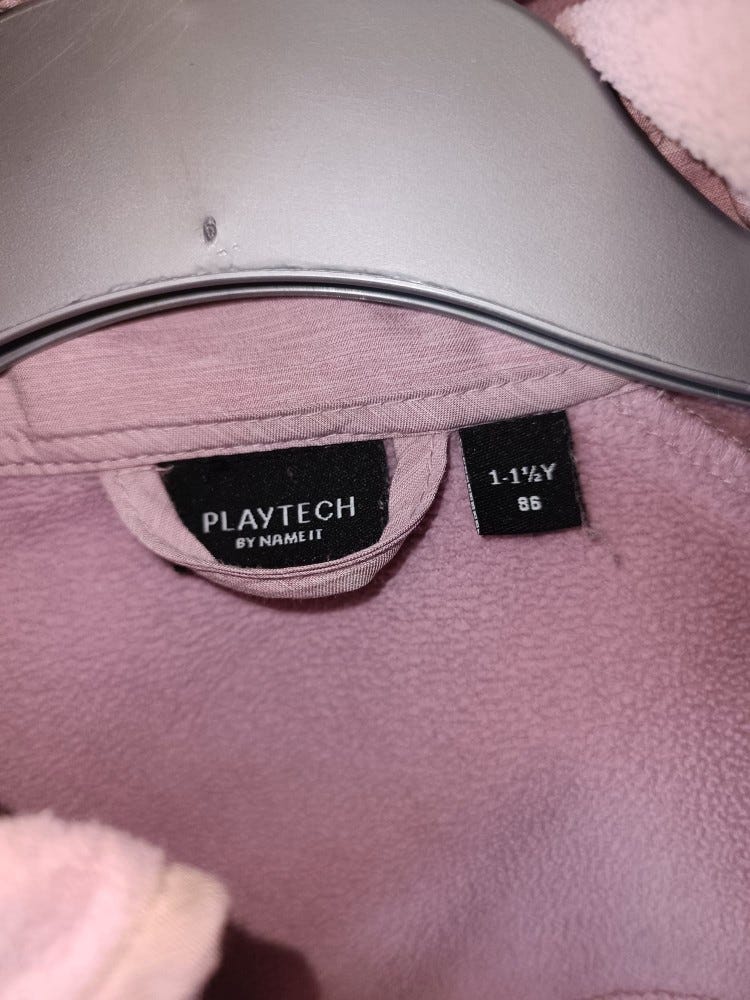 PLAYTECH
BY NAME IT
1-1½Y
86